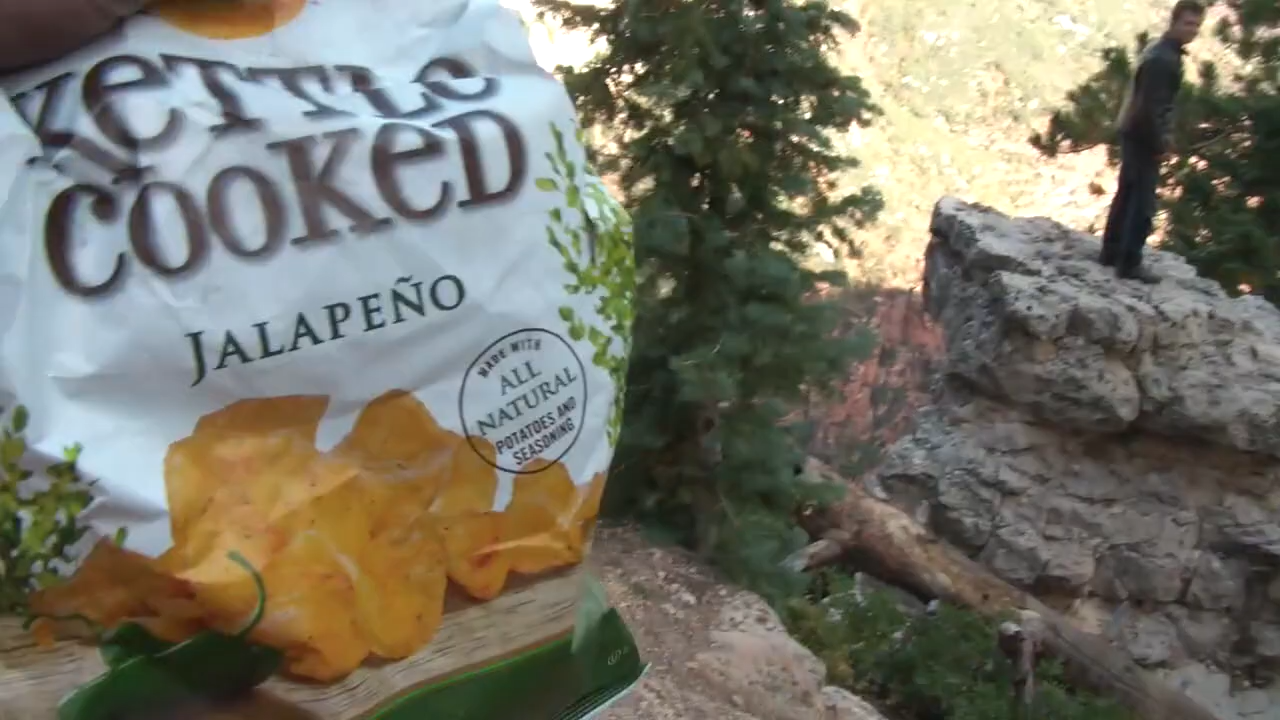 KETTLE
COOKED
JALAPEÑO
MADE WITH
ALL
NATURAL
POTATOES AND
SEASONING